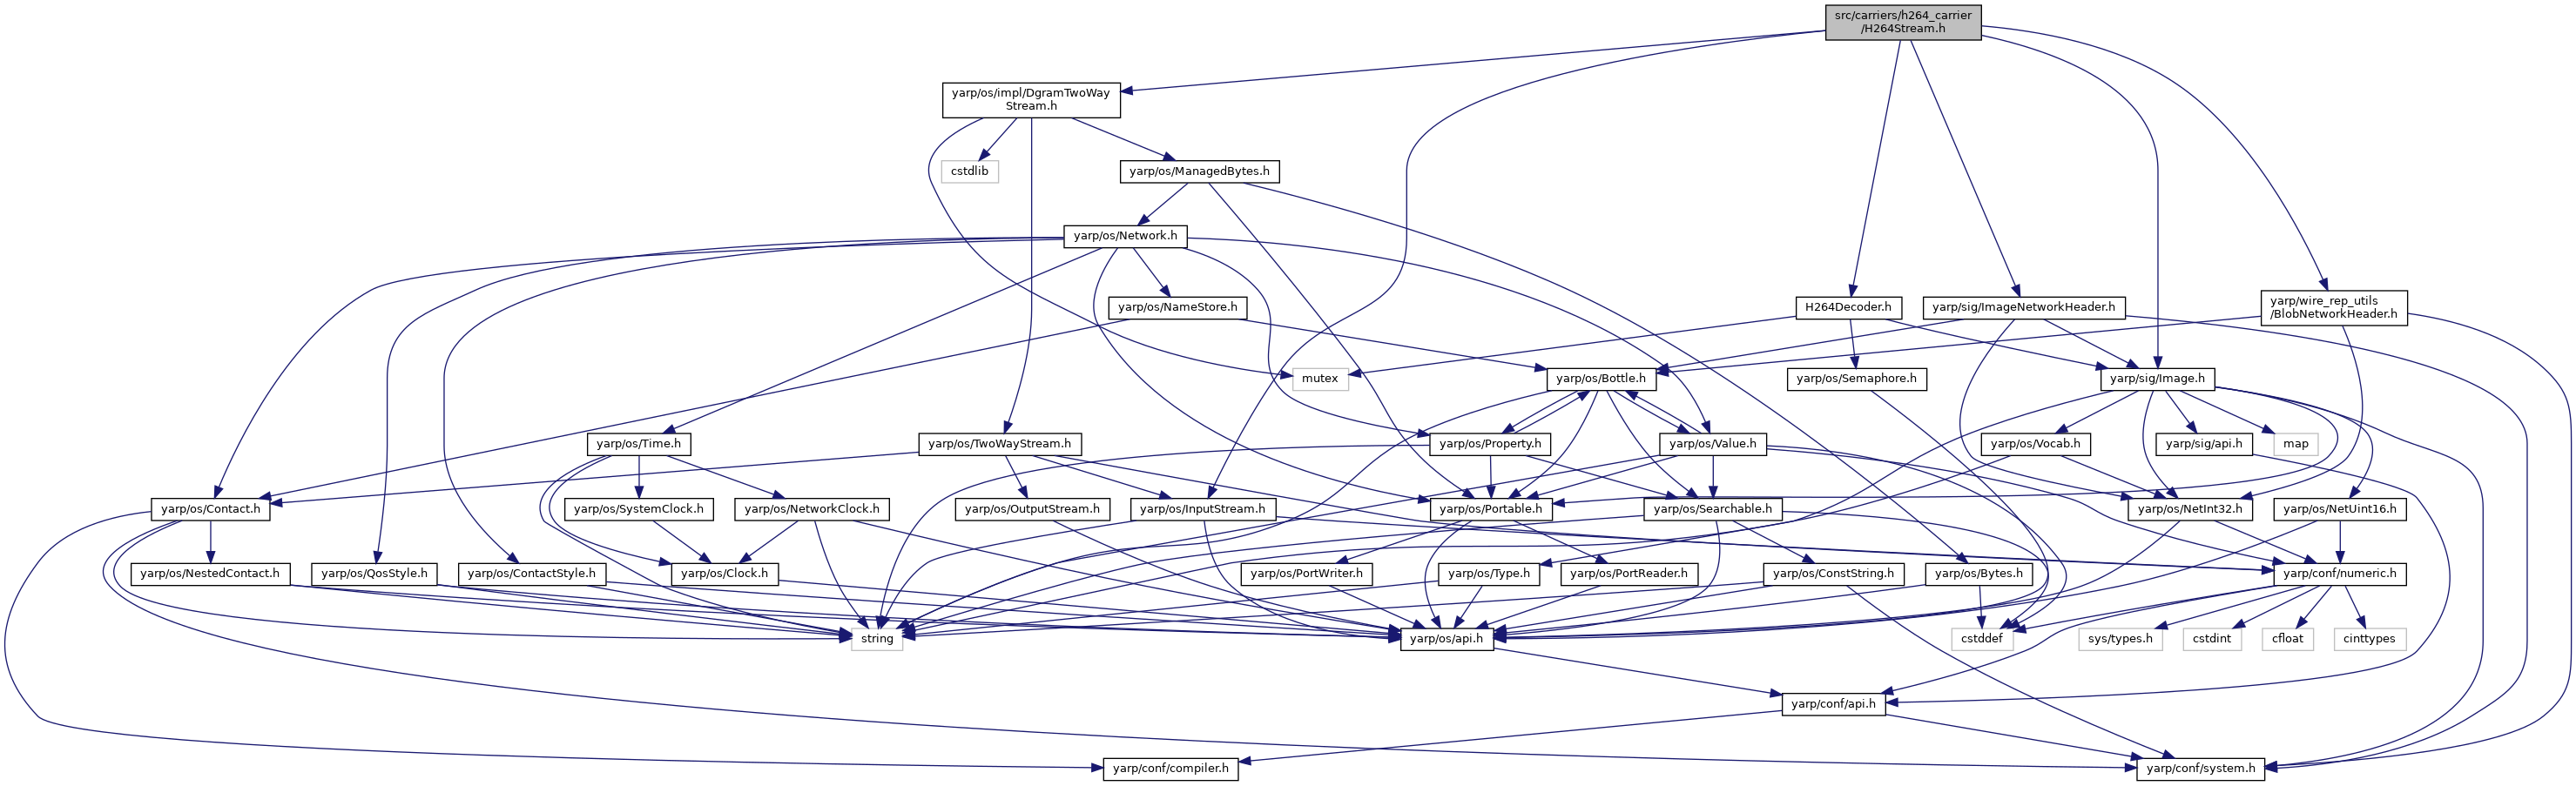 src/carriers/h264_carrier
/H264Stream.h
yarp/os/impl/DgramTwoWay
Stream.h
cstdlib
yarp/os/ManagedBytes.h
yarp/os/Network.h
yarp/os/NameStore.h
H264Decoder.h
yarp/sig/ImageNetworkHeader.h
yarp/wire_rep_utils
/BlobNetworkHeader.h
mutex
yarp/os/Bottle.h
yarp/os/Semaphore.h
yarp/sig/Image.h
yarp/os/Time.h
yarp/os/TwoWayStream.h
yarp/os/Property.h
yarp/os/Value.h
yarp/os/Vocab.h
yarp/sig/api.h
map
yarp/os/Contact.h
yarp/os/SystemClock.h
yarp/os/NetworkClock.h
yarp/os/OutputStream.h
yarp/os/InputStream.h
yarp/os/Portable.h
yarp/os/Searchable.h
yarp/os/NetInt32.h
yarp/os/NetUint16.h
yarp/os/NestedContact.h
yarp/os/QosStyle.h
yarp/os/ContactStyle.h
yarp/os/Clock.h
yarp/os/PortWriter.h
yarp/os/Type.h
yarp/os/PortReader.h
yarp/os/ConstString.h
yarp/os/Bytes.h
yarp/conf/numeric.h
string
yarp/os/api.h
cstddef
sys/types.h
cstdint
cfloat
cinttypes
yarp/conf/api.h
yarp/conf/compiler.h
yarp/conf/system.h